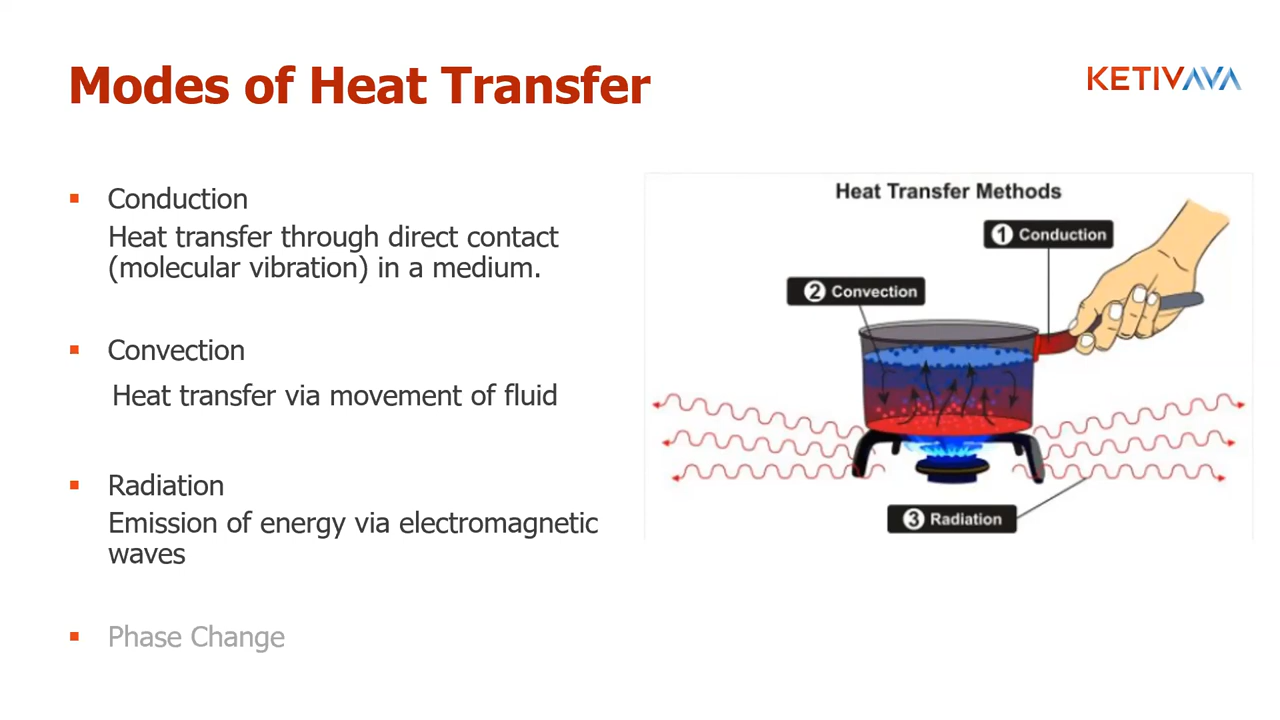 Modes of Heat Transfer
KETIVAVA
Conduction
Heat transfer through direct contact
(molecular vibration) in a medium.
Convection
Heat transfer via movement of fluid
Radiation
Emission of energy via electromagnetic
waves
Phase Change
Heat Transfer Methods
1 Conduction
2 Convection
3 Radiation